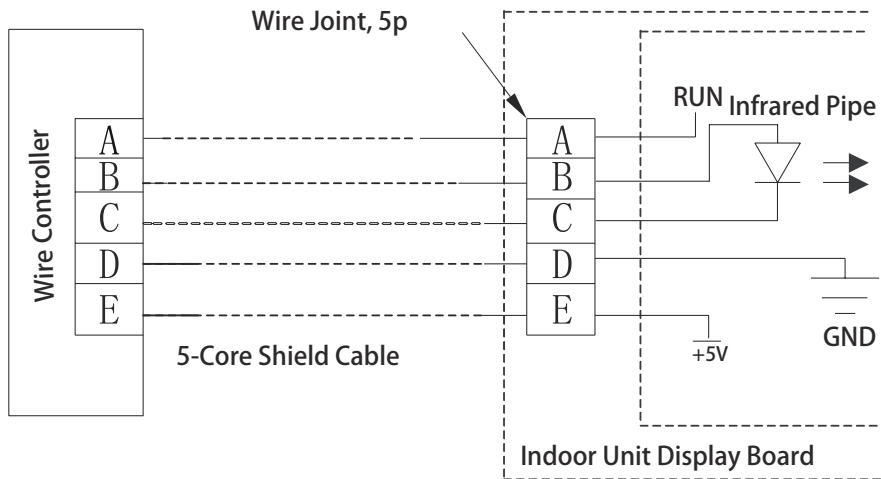 Wire Joint, 5p
RUN
Infrared Pipe
Wire Controller
A
B
C
D
E
A
B
C
D
E
+5V
GND
5-Core Shield Cable
Indoor Unit Display Board